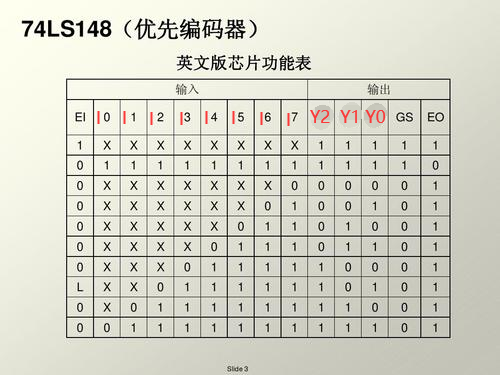 74LS148（优先编码器）
英文版芯片功能表
输入 输出
EI I0 I1 I2 I3 I4 I5 I6 I7 Y2 Y1 Y0 GS EO
1 X X X X X X X X 1 1 1 1 1
0 1 1 1 1 1 1 1 1 1 1 1 1 0
0 X X X X X X X 0 0 0 0 0 1
0 X X X X X X 0 1 0 0 1 0 1
0 X X X X X 0 1 1 0 1 0 0 1
0 X X X X 0 1 1 1 0 1 1 0 1
0 X X X 0 1 1 1 1 1 0 0 0 1
L X X 0 1 1 1 1 1 1 0 1 0 1
0 X 0 1 1 1 1 1 1 1 1 0 0 1
0 0 1 1 1 1 1 1 1 1 1 1 0 1
Slide 3